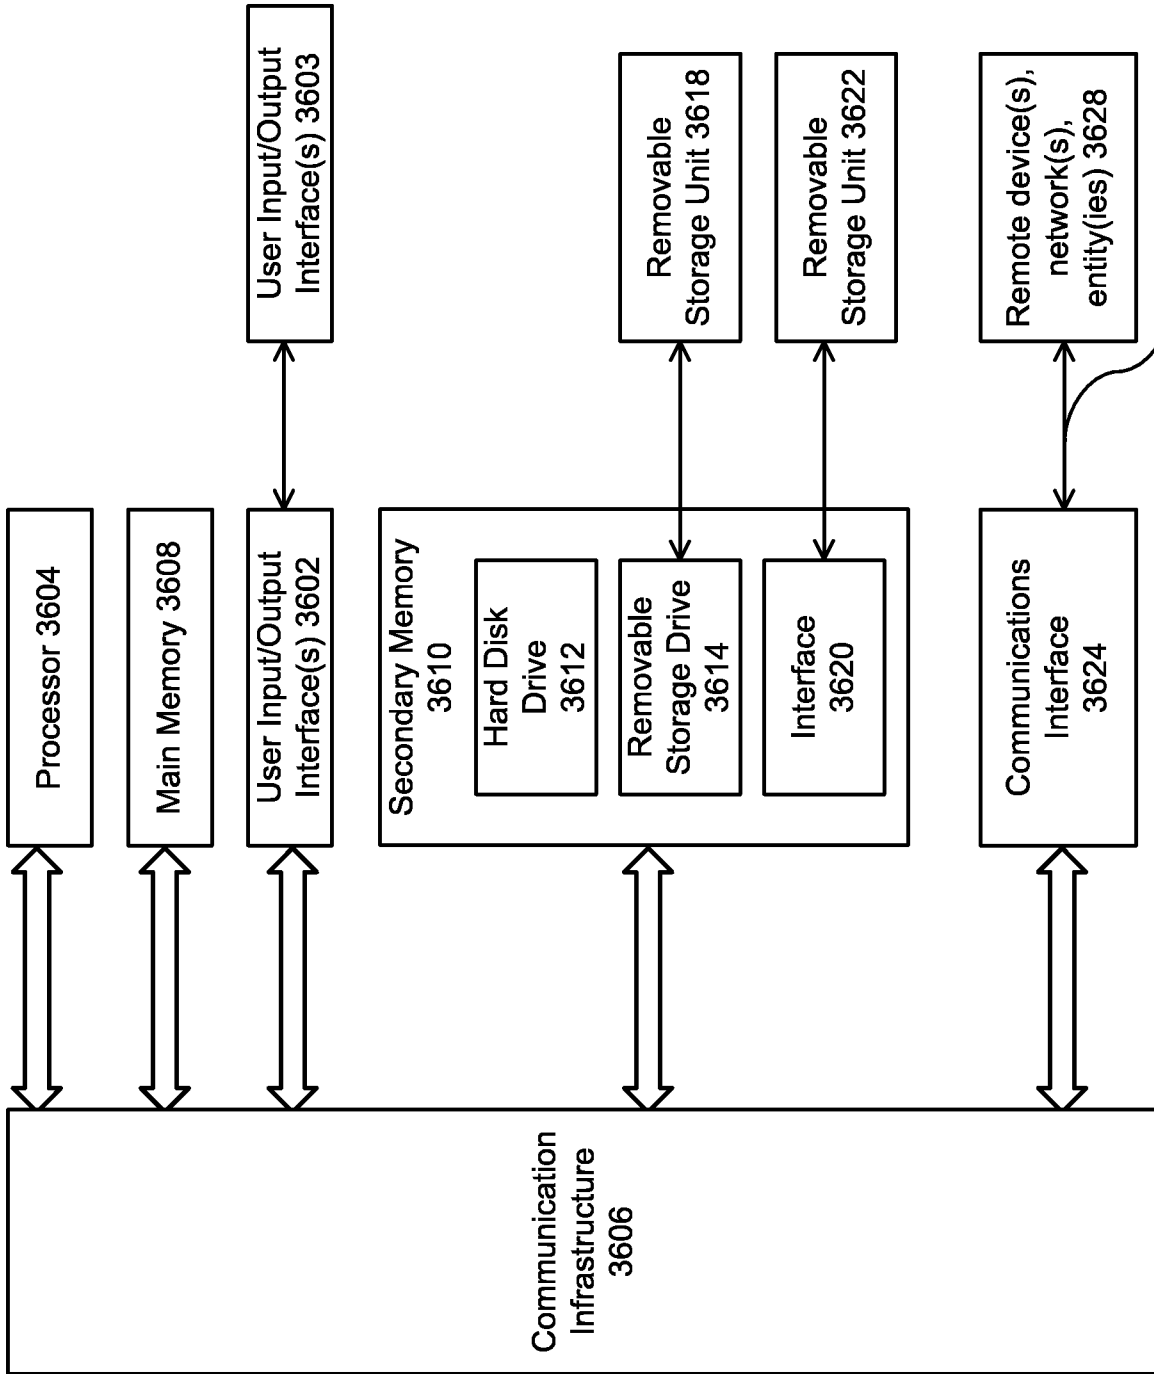 Processor 3604
Main Memory 3608
User Input/Output
Interface(s) 3602
User Input/Output
Interface(s) 3603
Secondary Memory
3610
Hard Disk
Drive
3612
Removable
Storage Drive
3614
Removable
Storage Unit 3618
Interface
3620
Removable
Storage Unit 3622
Communications
Interface
3624
Remote device(s),
network(s),
entity(ies) 3628
Communication
Infrastructure
3606